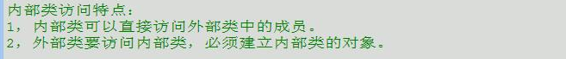 内部类访问特点：
1，内部类可以直接访问外部类中的成员。
2，外部类要访问内部类，必须建立内部类的对象。